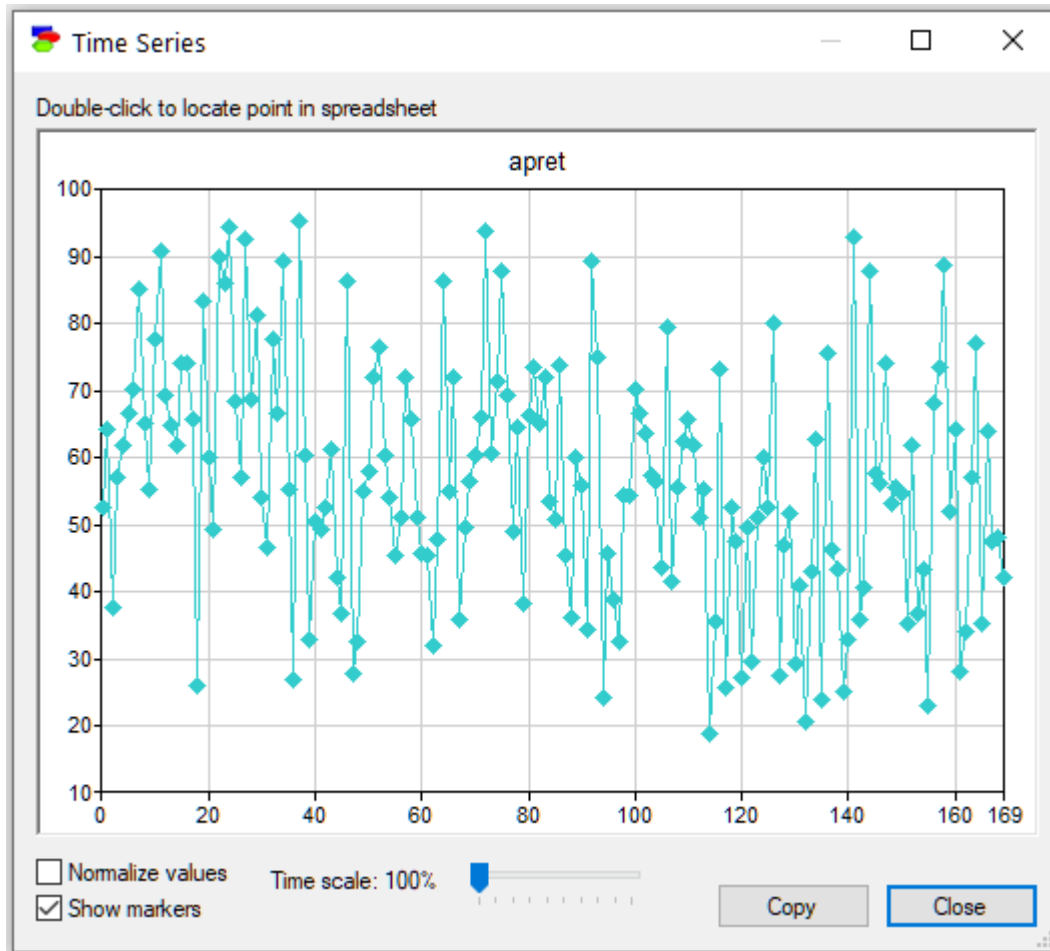 Time Series
Double-click to locate point in spreadsheet
apret
100
90
80
70
60
50
40
30
20
10
0 20 40 60 80 100 120 140 160 169
Normalize values
Time scale: 100%
Show markers
Copy
Close